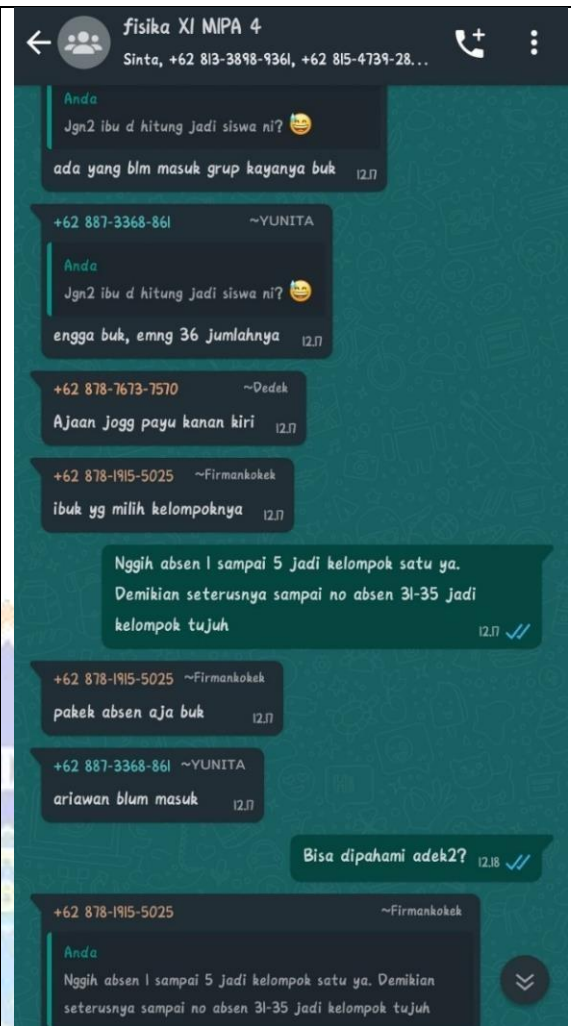 fisika XI MIPA 4
Sinta, +62 813-3898-9361, +62 815-4739-28...
Anda
Jgn2 ibu d hitung jadi siswa ni? 😅
ada yang blm masuk grup kayanya buk 12.17
+62 887-3368-861 ~YUNITA
Anda
Jgn2 ibu d hitung jadi siswa ni? 😅
engga buk, emng 36 jumlahnya 12.17
+62 878-7673-7570 ~Dedek
Ajaan jogg payu kanan kiri 12.17
+62 878-1915-5025 ~Firmankokek
ibuk yg milih kelompoknya 12.17
Nggih absen 1 sampai 5 jadi kelompok satu ya.
Demikian seterusnya sampai no absen 31-35 jadi
kelompok tujuh 12.17
+62 878-1915-5025 ~Firmankokek
pakek absen aja buk 12.17
+62 887-3368-861 ~YUNITA
ariawan blum masuk 12.17
Bisa dipahami adek2? 12.18
+62 878-1915-5025 ~Firmankokek
Anda
Nggih absen 1 sampai 5 jadi kelompok satu ya. Demikian
seterusnya sampai no absen 31-35 jadi kelompok tujuh